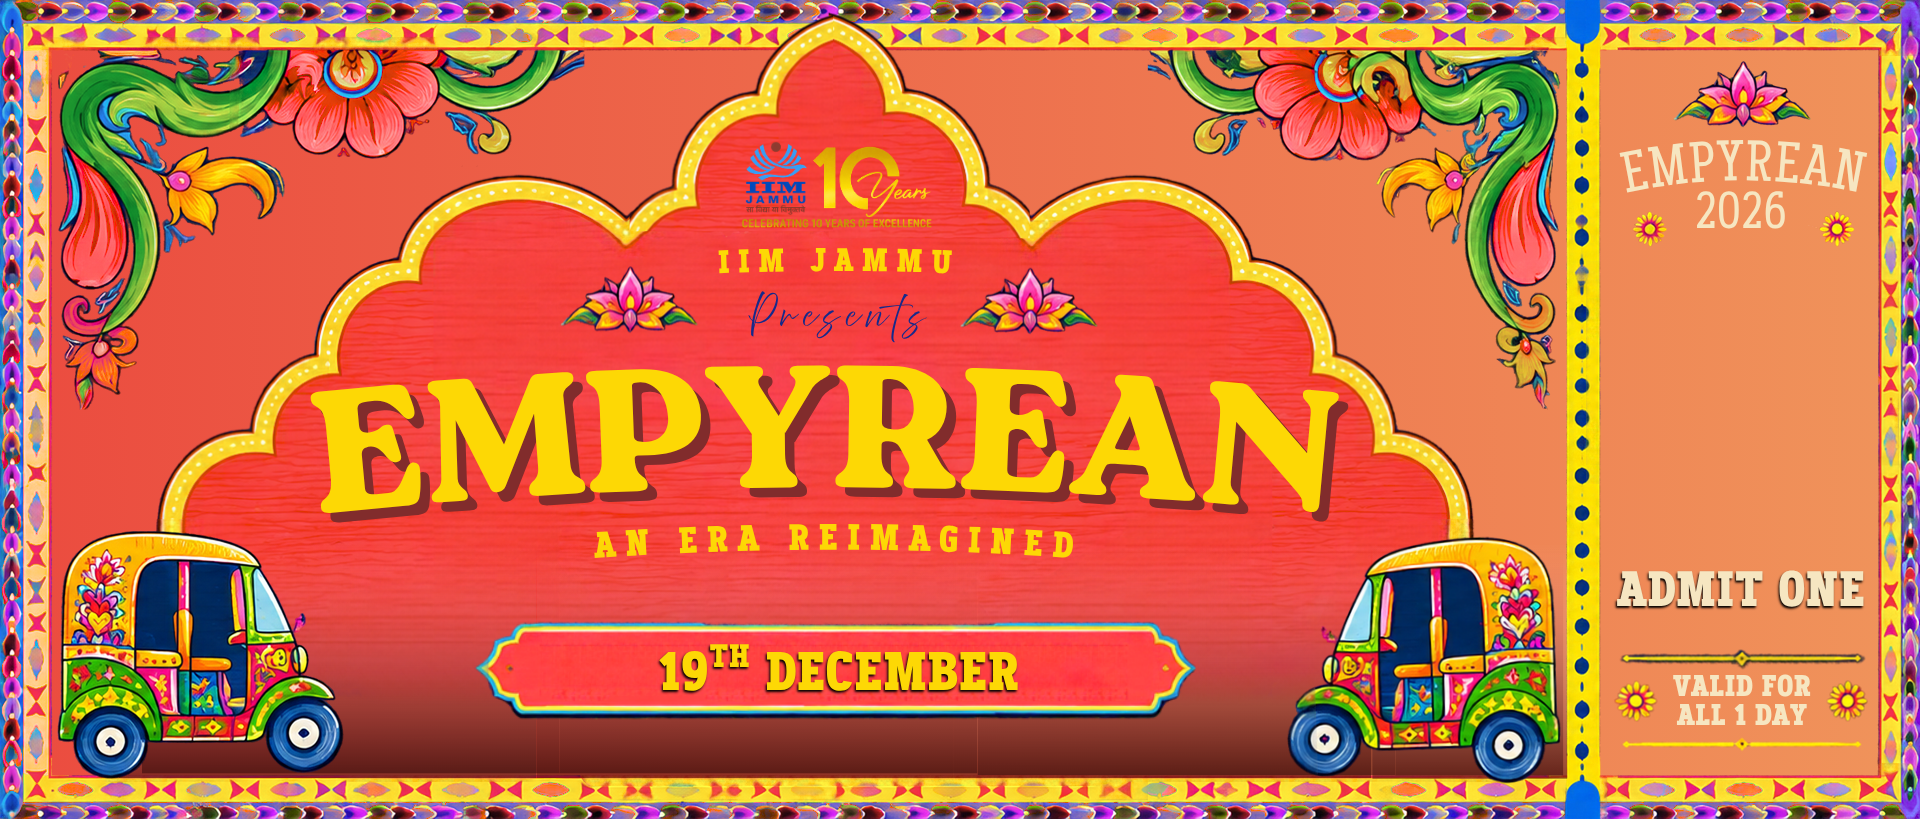 IIM
JAMMU
10 Years
CELEBRATING 10 YEARS OF EXCELLENCE
IIM JAMMU
Presents
EMPYREAN
AN ERA REIMAGINED
19TH DECEMBER
EMPYREAN
2026
ADMIT ONE
VALID FOR
ALL 1 DAY